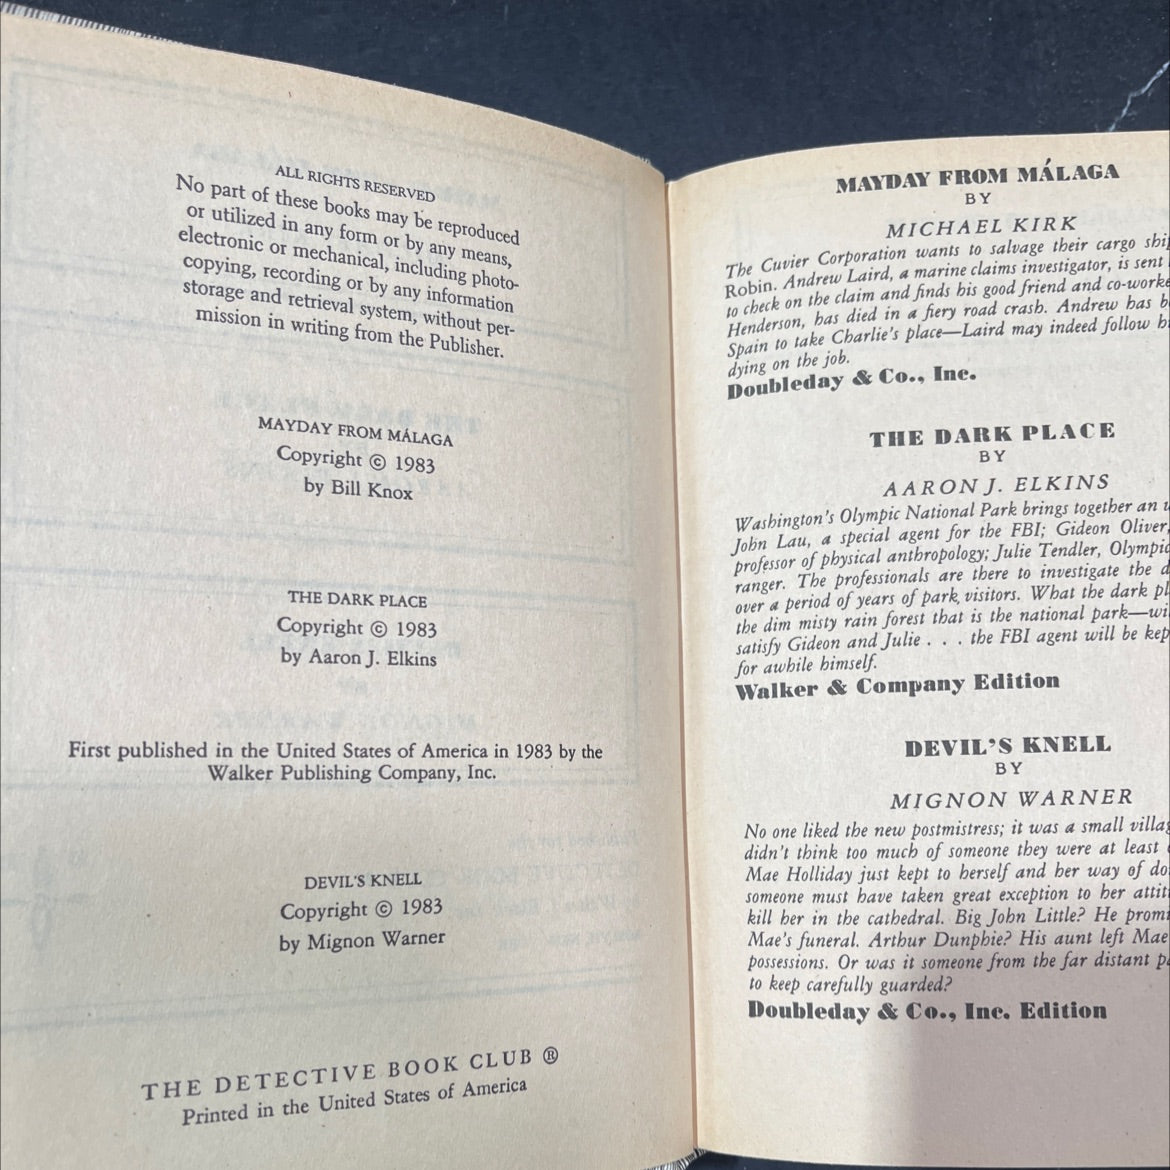 ALL RIGHTS RESERVED
No part of these books may be reproduced
or utilized in any form or by any means,
electronic or mechanical, including photo-
copying, recording or by any information
storage and retrieval system, without per-
mission in writing from the Publisher.
MAYDAY FROM MÁLAGA
Copyright © 1983
by Bill Knox
THE DARK PLACE
Copyright © 1983
by Aaron J. Elkins
First published in the United States of America in 1983 by the
Walker Publishing Company, Inc.
DEVIL'S KNELL
Copyright © 1983
by Mignon Warner
THE DETECTIVE BOOK CLUB ®
Printed in the United States of America
MAYDAY FROM MÁLAGA
BY
MICHAEL KIRK
The Cuvier Corporation wants to salvage their cargo
Robin. Andrew Laird, a marine claims investigator, is sent
to check on the claim and finds his good friend and
Henderson, has died in a fiery road crash. Andrew has
Spain to take Charlie's place—Laird may indeed follow
dying on the job.
Doubleday & Co., Inc.
THE DARK PLACE
BY
AARON J. ELKINS
Washington's Olympic National Park brings together an
John Lau, a special agent for the FBI; Gideon Oliver,
professor of physical anthropology; Julie Tendler,
ranger. The professionals are there to investigate the
over a period of years of park visitors. What the dark
the dim misty rain forest that is the national park—
satisfy Gideon and Julie . . . the FBI agent will be
for awhile himself.
Walker & Company Edition
DEVIL'S KNELL
BY
MIGNON WARNER
No one liked the new postmistress; it was a small
didn't think too much of someone they were at least
Mae Holliday just kept to herself and her way of
someone must have taken great exception to her
kill her in the cathedral. Big John Little? He
Mae's funeral. Arthur Dunphie? His aunt left Mae
possessions. Or was it someone from the far distant
to keep carefully guarded?
Doubleday & Co., Inc. Edition